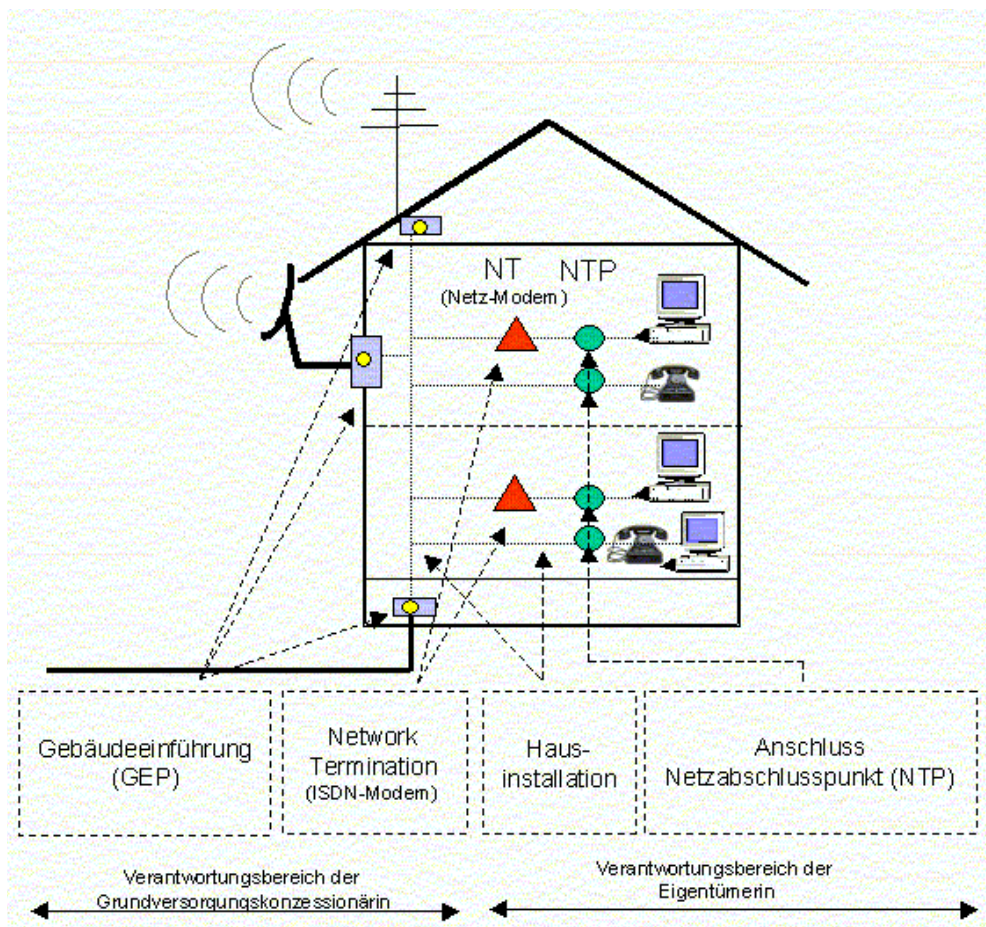 NT NTP
(Netz-Modem)
Gebäudeeinführung
(GEP)
Network
Termination
(ISDN-Modem)
Haus-
installation
Anschluss
Netzabschlusspunkt (NTP)
Verantwortungsbereich der
Grundversorgungskonzessionärin
Verantwortungsbereich der
Eigentümerin